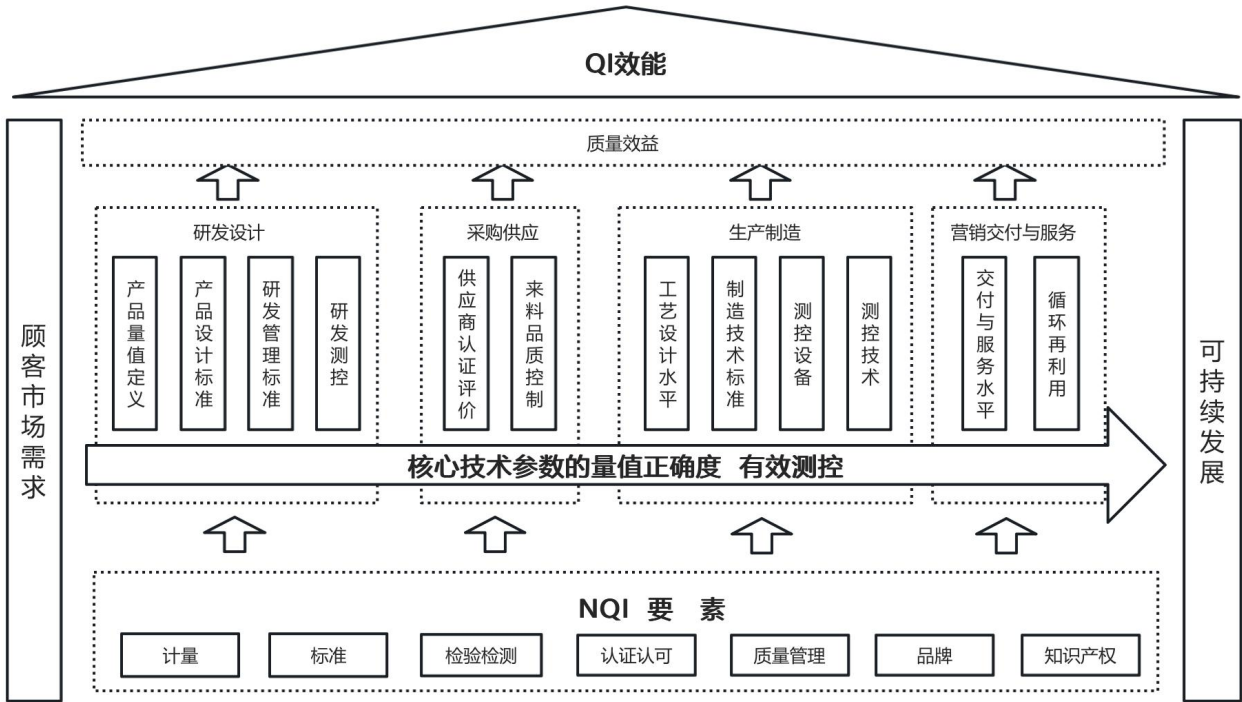 QI效能
质量效益
顾客市场需求
研发设计
产品量值定义
产品设计标准
研发管理标准
研发测控
采购供应
供应商认证评价
来料品质控制
生产制造
工艺设计水平
制造技术标准
测控设备
测控技术
营销交付与服务
交付与服务水平
循环再利用
可持续发展
核心技术参数的量值正确度 有效测控
NQI 要 素
计量
标准
检验检测
认证认可
质量管理
品牌
知识产权